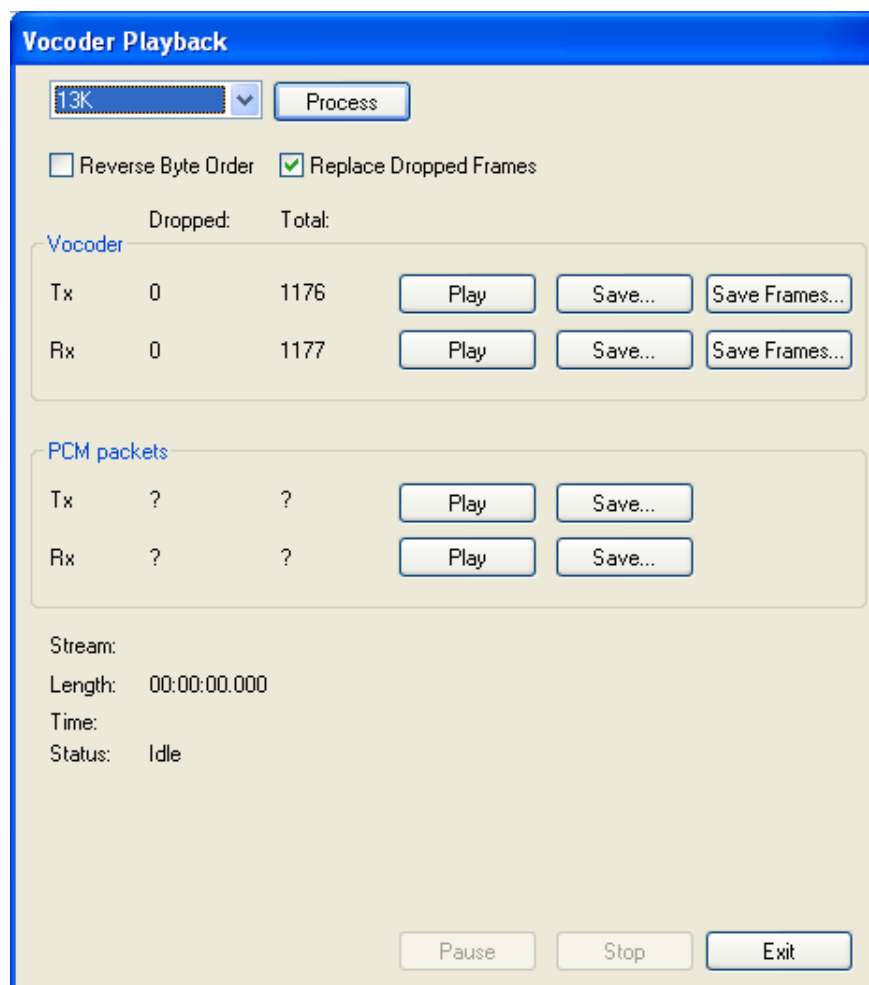 Vocoder Playback
13K Process
Reverse Byte Order Replace Dropped Frames
Dropped: Total:
Vocoder
Tx 0 1176 Play Save... Save Frames...
Rx 0 1177 Play Save... Save Frames...
PCM packets
Tx ? ? Play Save...
Rx ? ? Play Save...
Stream:
Length: 00:00:00.000
Time:
Status: Idle
Pause Stop Exit